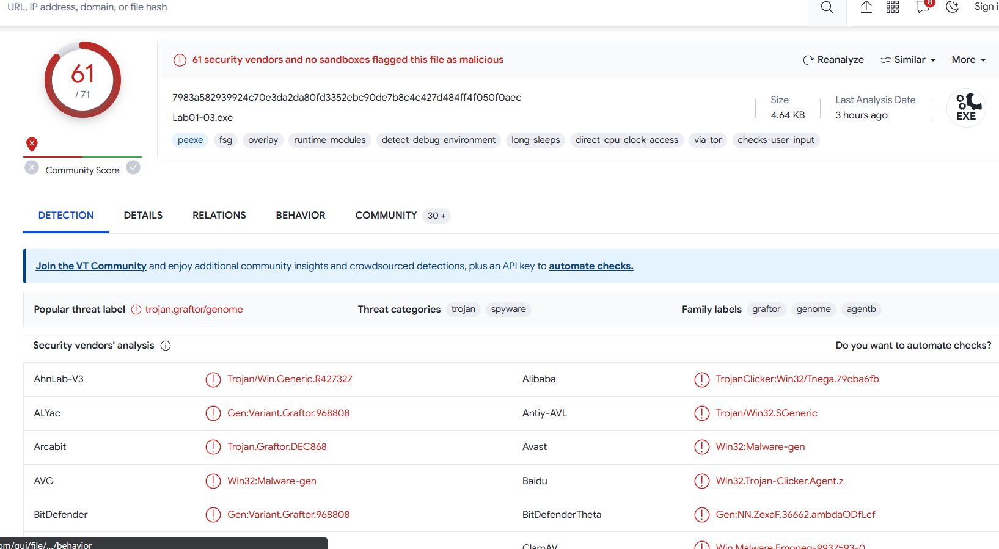 URL, IP address, domain, or file hash
8
Sign i
61
/ 71
61 security vendors and no sandboxes flagged this file as malicious
Reanalyze
Similar
More
7983a582939924c70e3da2da80fd3352ebc90de7b8c4c427d484ff4f050f0aec
Lab01-03.exe
Size
4.64 KB
Last Analysis Date
3 hours ago
EXE
peexe fsg overlay runtime-modules detect-debug-environment long-sleeps direct-cpu-clock-access via-tor checks-user-input
Community Score
DETECTION DETAILS RELATIONS BEHAVIOR COMMUNITY 30 +
Join the VT Community and enjoy additional community insights and crowdsourced detections, plus an API key to automate checks.
Popular threat label trojan.graftor/genome Threat categories trojan spyware Family labels graftor genome agentb
Security vendors' analysis Do you want to automate checks?
AhnLab-V3 Trojan/Win.Generic.R427327 Alibaba TrojanClicker:Win32/Tnega.79cba6fb
ALYac Gen:Variant.Graftor.968808 Antiy-AVL Trojan/Win32.SGeneric
Arcabit Trojan.Graftor.DEC868 Avast Win32:Malware-gen
AVG Win32:Malware-gen Baidu Win32.Trojan-Clicker.Agent.z
BitDefender Gen:Variant.Graftor.968808 BitDefenderTheta Gen:NN.ZexaF.36662.ambdaODfLcf
om/gui/file/.../behavior ClamAV Win.Malware.Emoneg-9937593-0